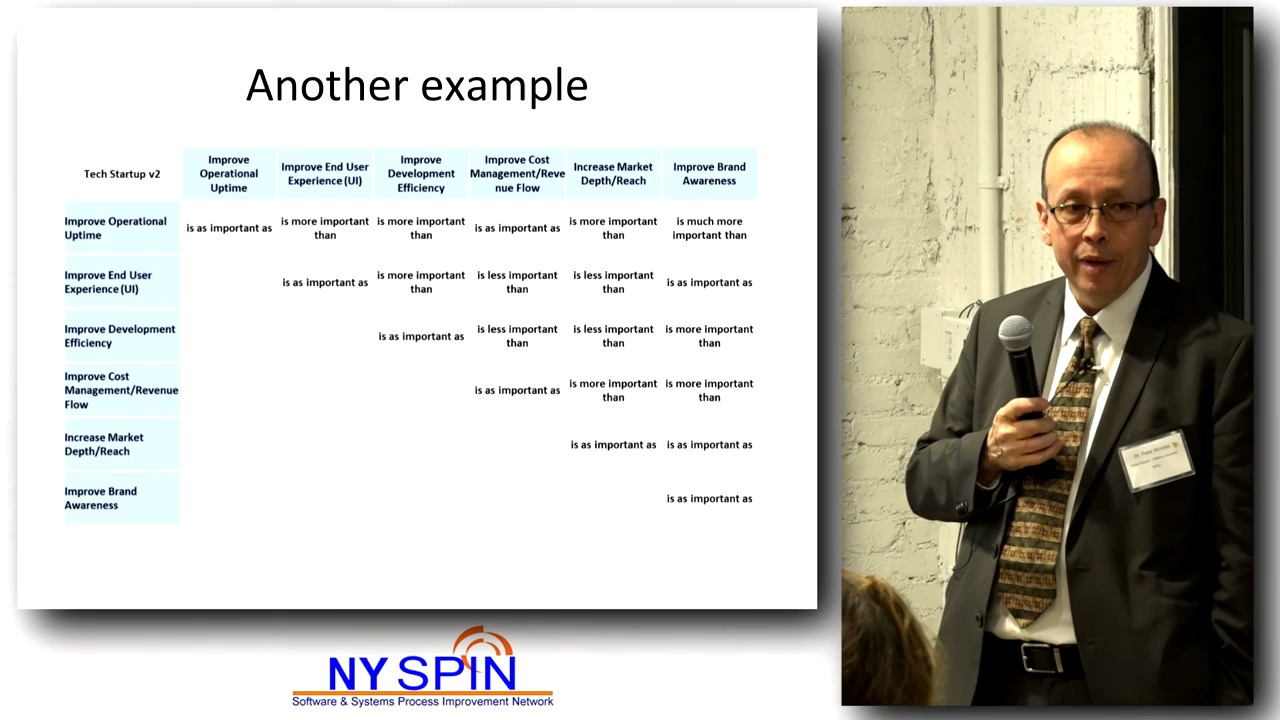 Another example
Tech Startup v2
Improve
Operational
Uptime
Improve End User
Experience (UI)
Improve
Development
Efficiency
Improve Cost
Management/Reve
nue Flow
Increase Market
Depth/Reach
Improve Brand
Awareness
Improve Operational
Uptime
is as important as
is more important
than
is more important
than
is as important as
is more important
than
is much more
important than
Improve End User
Experience (UI)
is as important as
is more important
than
is less important
than
is less important
than
is as important as
Improve Development
Efficiency
is as important as
is less important
than
is less important
than
is more important
than
Improve Cost
Management/Revenue
Flow
is as important as
is more important
than
is more important
than
Increase Market
Depth/Reach
is as important as
is as important as
Improve Brand
Awareness
is as important as
NY SPIN
Software & Systems Process Improvement Network